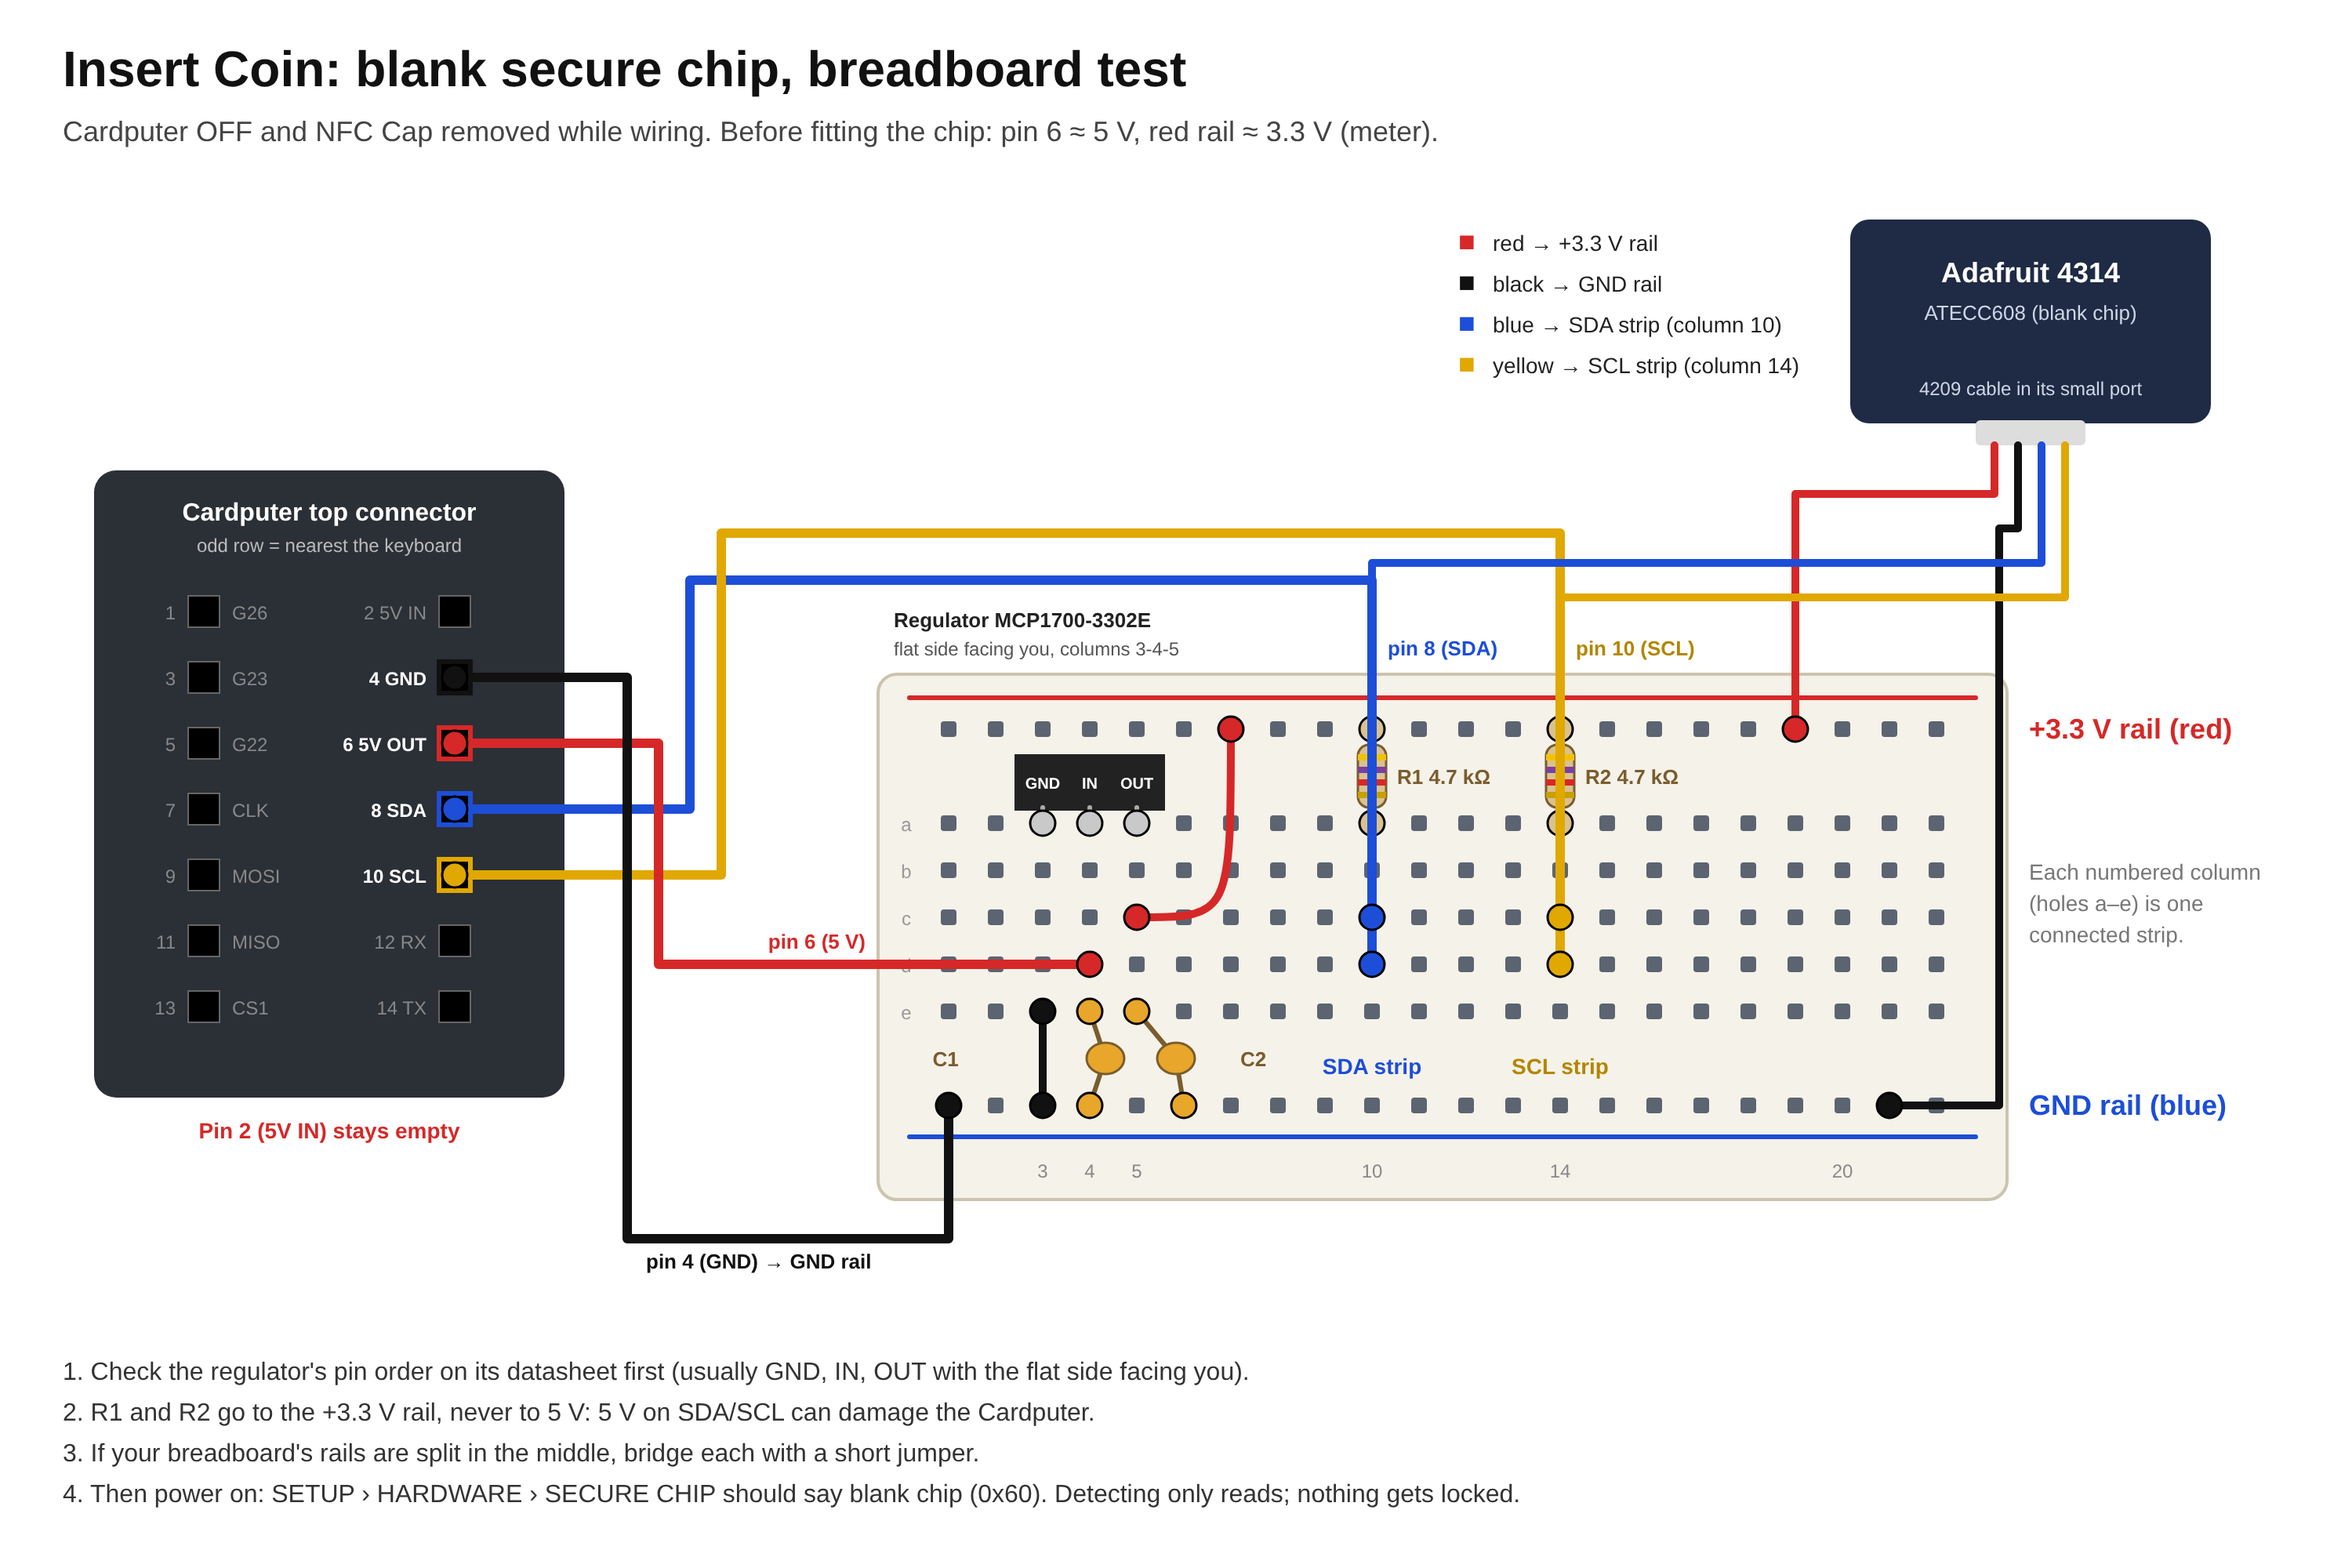 Insert Coin: blank secure chip, breadboard test
Cardputer OFF and NFC Cap removed while wiring. Before fitting the chip: pin 6 ≈ 5 V, red rail ≈ 3.3 V (meter).
red → +3.3 V rail
black → GND rail
blue → SDA strip (column 10)
yellow → SCL strip (column 14)
Adafruit 4314
ATECC608 (blank chip)
4209 cable in its small port
Cardputer top connector
odd row = nearest the keyboard
1 G26 2 5V IN
3 G23 4 GND
5 G22 6 5V OUT
7 CLK 8 SDA
9 MOSI 10 SCL
11 MISO 12 RX
13 CS1 14 TX
Pin 2 (5V IN) stays empty
Regulator MCP1700-3302E
flat side facing you, columns 3-4-5
pin 8 (SDA)
pin 10 (SCL)
+3.3 V rail (red)
GND IN OUT
R1 4.7 kΩ
R2 4.7 kΩ
a
b
c
d
e
pin 6 (5 V)
Each numbered column
(holes a–e) is one
connected strip.
C1
C2
SDA strip
SCL strip
GND rail (blue)
3 4 5 10 14 20
pin 4 (GND) → GND rail
1. Check the regulator's pin order on its datasheet first (usually GND, IN, OUT with the flat side facing you).
2. R1 and R2 go to the +3.3 V rail, never to 5 V: 5 V on SDA/SCL can damage the Cardputer.
3. If your breadboard's rails are split in the middle, bridge each with a short jumper.
4. Then power on: SETUP › HARDWARE › SECURE CHIP should say blank chip (0x60). Detecting only reads; nothing gets locked.